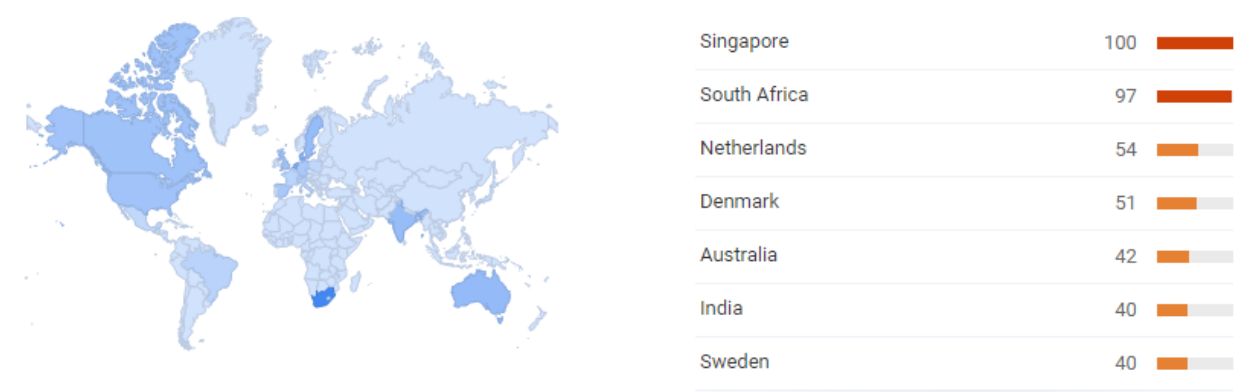 Singapore 100
South Africa 97
Netherlands 54
Denmark 51
Australia 42
India 40
Sweden 40